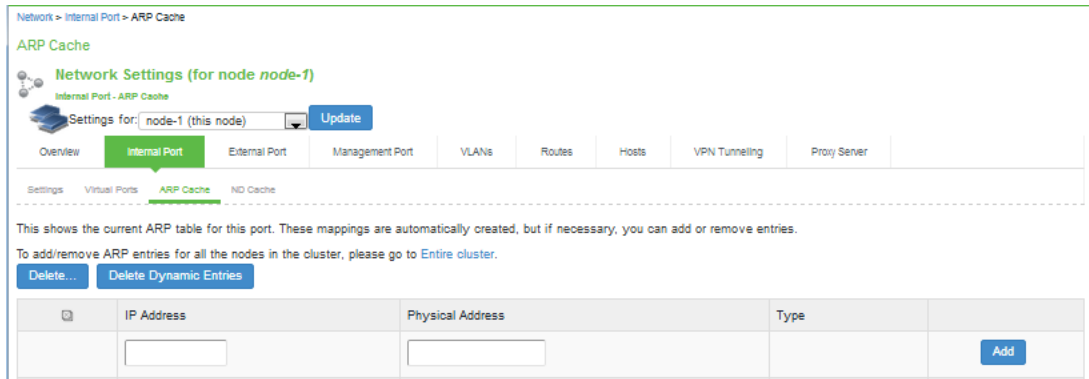 Network > Internal Port > ARP Cache
ARP Cache
Network Settings (for node node-1)
Internal Port - ARP Cache
Settings for: node-1 (this node) Update
Overview Internal Port External Port Management Port VLANs Routes Hosts VPN Tunneling Proxy Server
Settings Virtual Ports ARP Cache ND Cache
This shows the current ARP table for this port. These mappings are automatically created, but if necessary, you can add or remove entries.
To add/remove ARP entries for all the nodes in the cluster, please go to Entire cluster.
Delete... Delete Dynamic Entries
IP Address Physical Address Type
Add